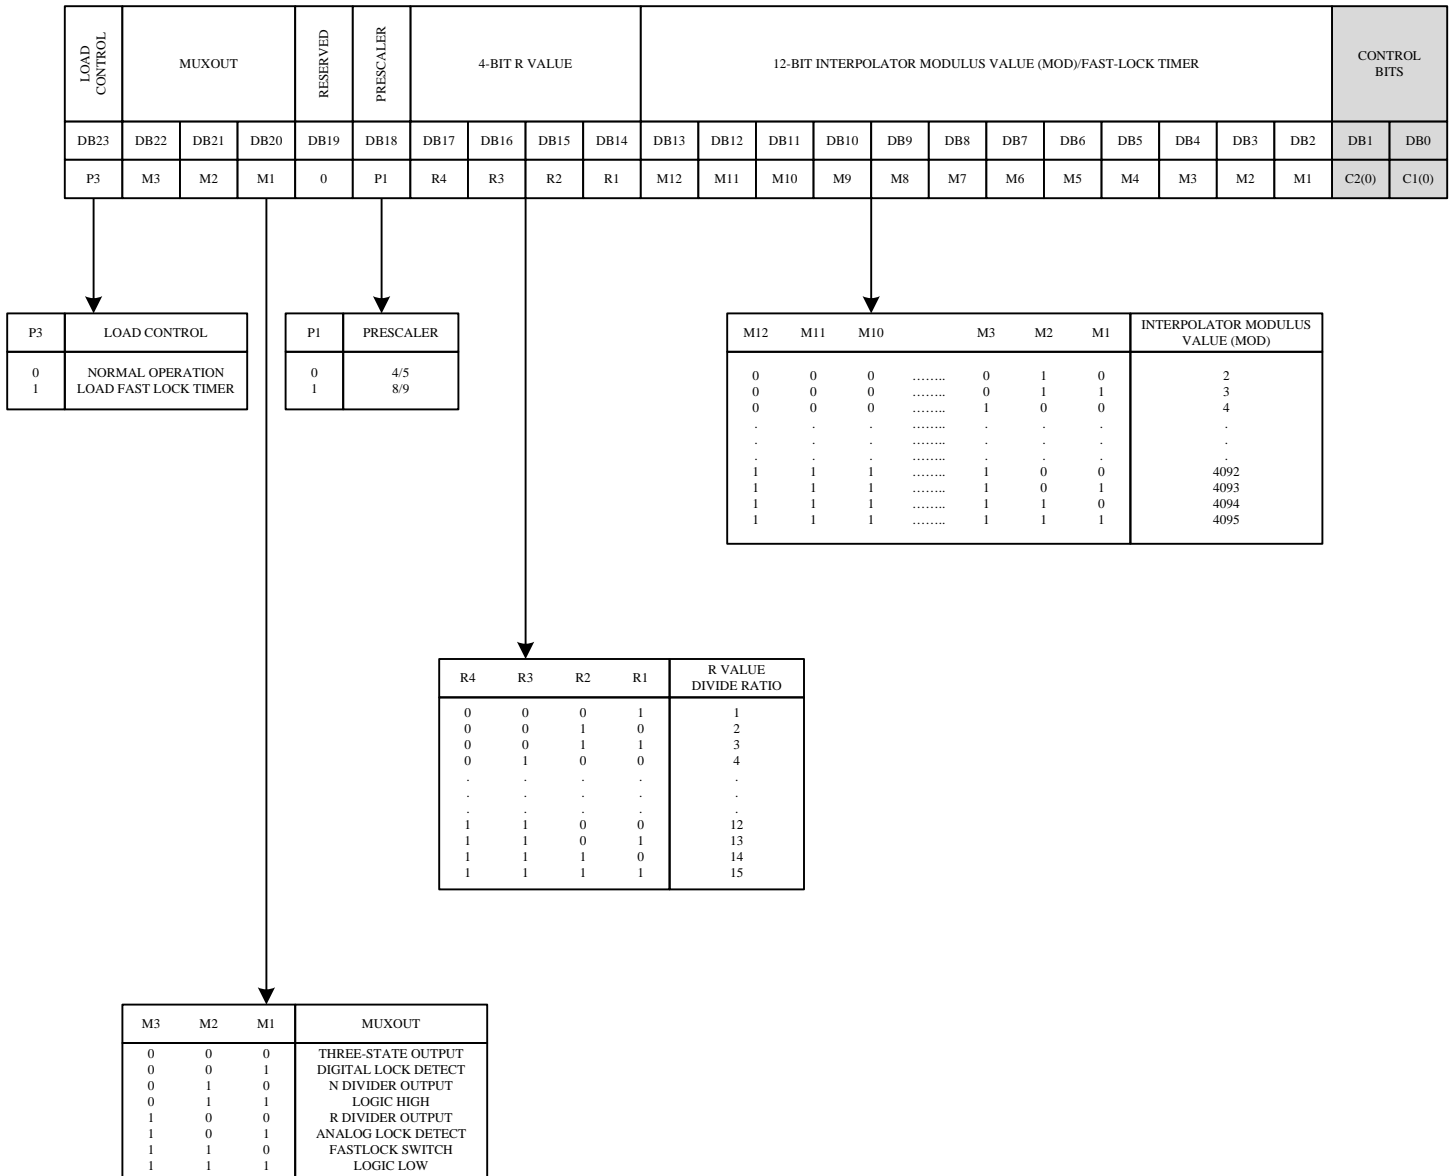 LOAD CONTROL MUXOUT RESERVED PRESCALER 4-BIT R VALUE 12-BIT INTERPOLATOR MODULUS VALUE (MOD)/FAST-LOCK TIMER CONTROL BITS
DB23 DB22 DB21 DB20 DB19 DB18 DB17 DB16 DB15 DB14 DB13 DB12 DB11 DB10 DB9 DB8 DB7 DB6 DB5 DB4 DB3 DB2 DB1 DB0
P3 M3 M2 M1 0 P1 R4 R3 R2 R1 M12 M11 M10 M9 M8 M7 M6 M5 M4 M3 M2 M1 C2(0) C1(0)
P3 LOAD CONTROL
0 NORMAL OPERATION
1 LOAD FAST LOCK TIMER
P1 PRESCALER
0 4/5
1 8/9
M12 M11 M10 M3 M2 M1 INTERPOLATOR MODULUS VALUE (MOD)
0 0 0 …….. 0 1 0 2
0 0 0 …….. 0 1 1 3
0 0 0 …….. 1 0 0 4
. . . …….. . . . .
. . . …….. . . . .
. . . …….. . . . .
1 1 1 …….. 1 0 0 4092
1 1 1 …….. 1 0 1 4093
1 1 1 …….. 1 1 0 4094
1 1 1 …….. 1 1 1 4095
R4 R3 R2 R1 R VALUE DIVIDE RATIO
0 0 0 1 1
0 0 1 0 2
0 0 1 1 3
0 1 0 0 4
. . . . .
. . . . .
. . . . .
1 1 0 0 12
1 1 0 1 13
1 1 1 0 14
1 1 1 1 15
M3 M2 M1 MUXOUT
0 0 0 THREE-STATE OUTPUT
0 0 1 DIGITAL LOCK DETECT
0 1 0 N DIVIDER OUTPUT
0 1 1 LOGIC HIGH
1 0 0 R DIVIDER OUTPUT
1 0 1 ANALOG LOCK DETECT
1 1 0 FASTLOCK SWITCH
1 1 1 LOGIC LOW